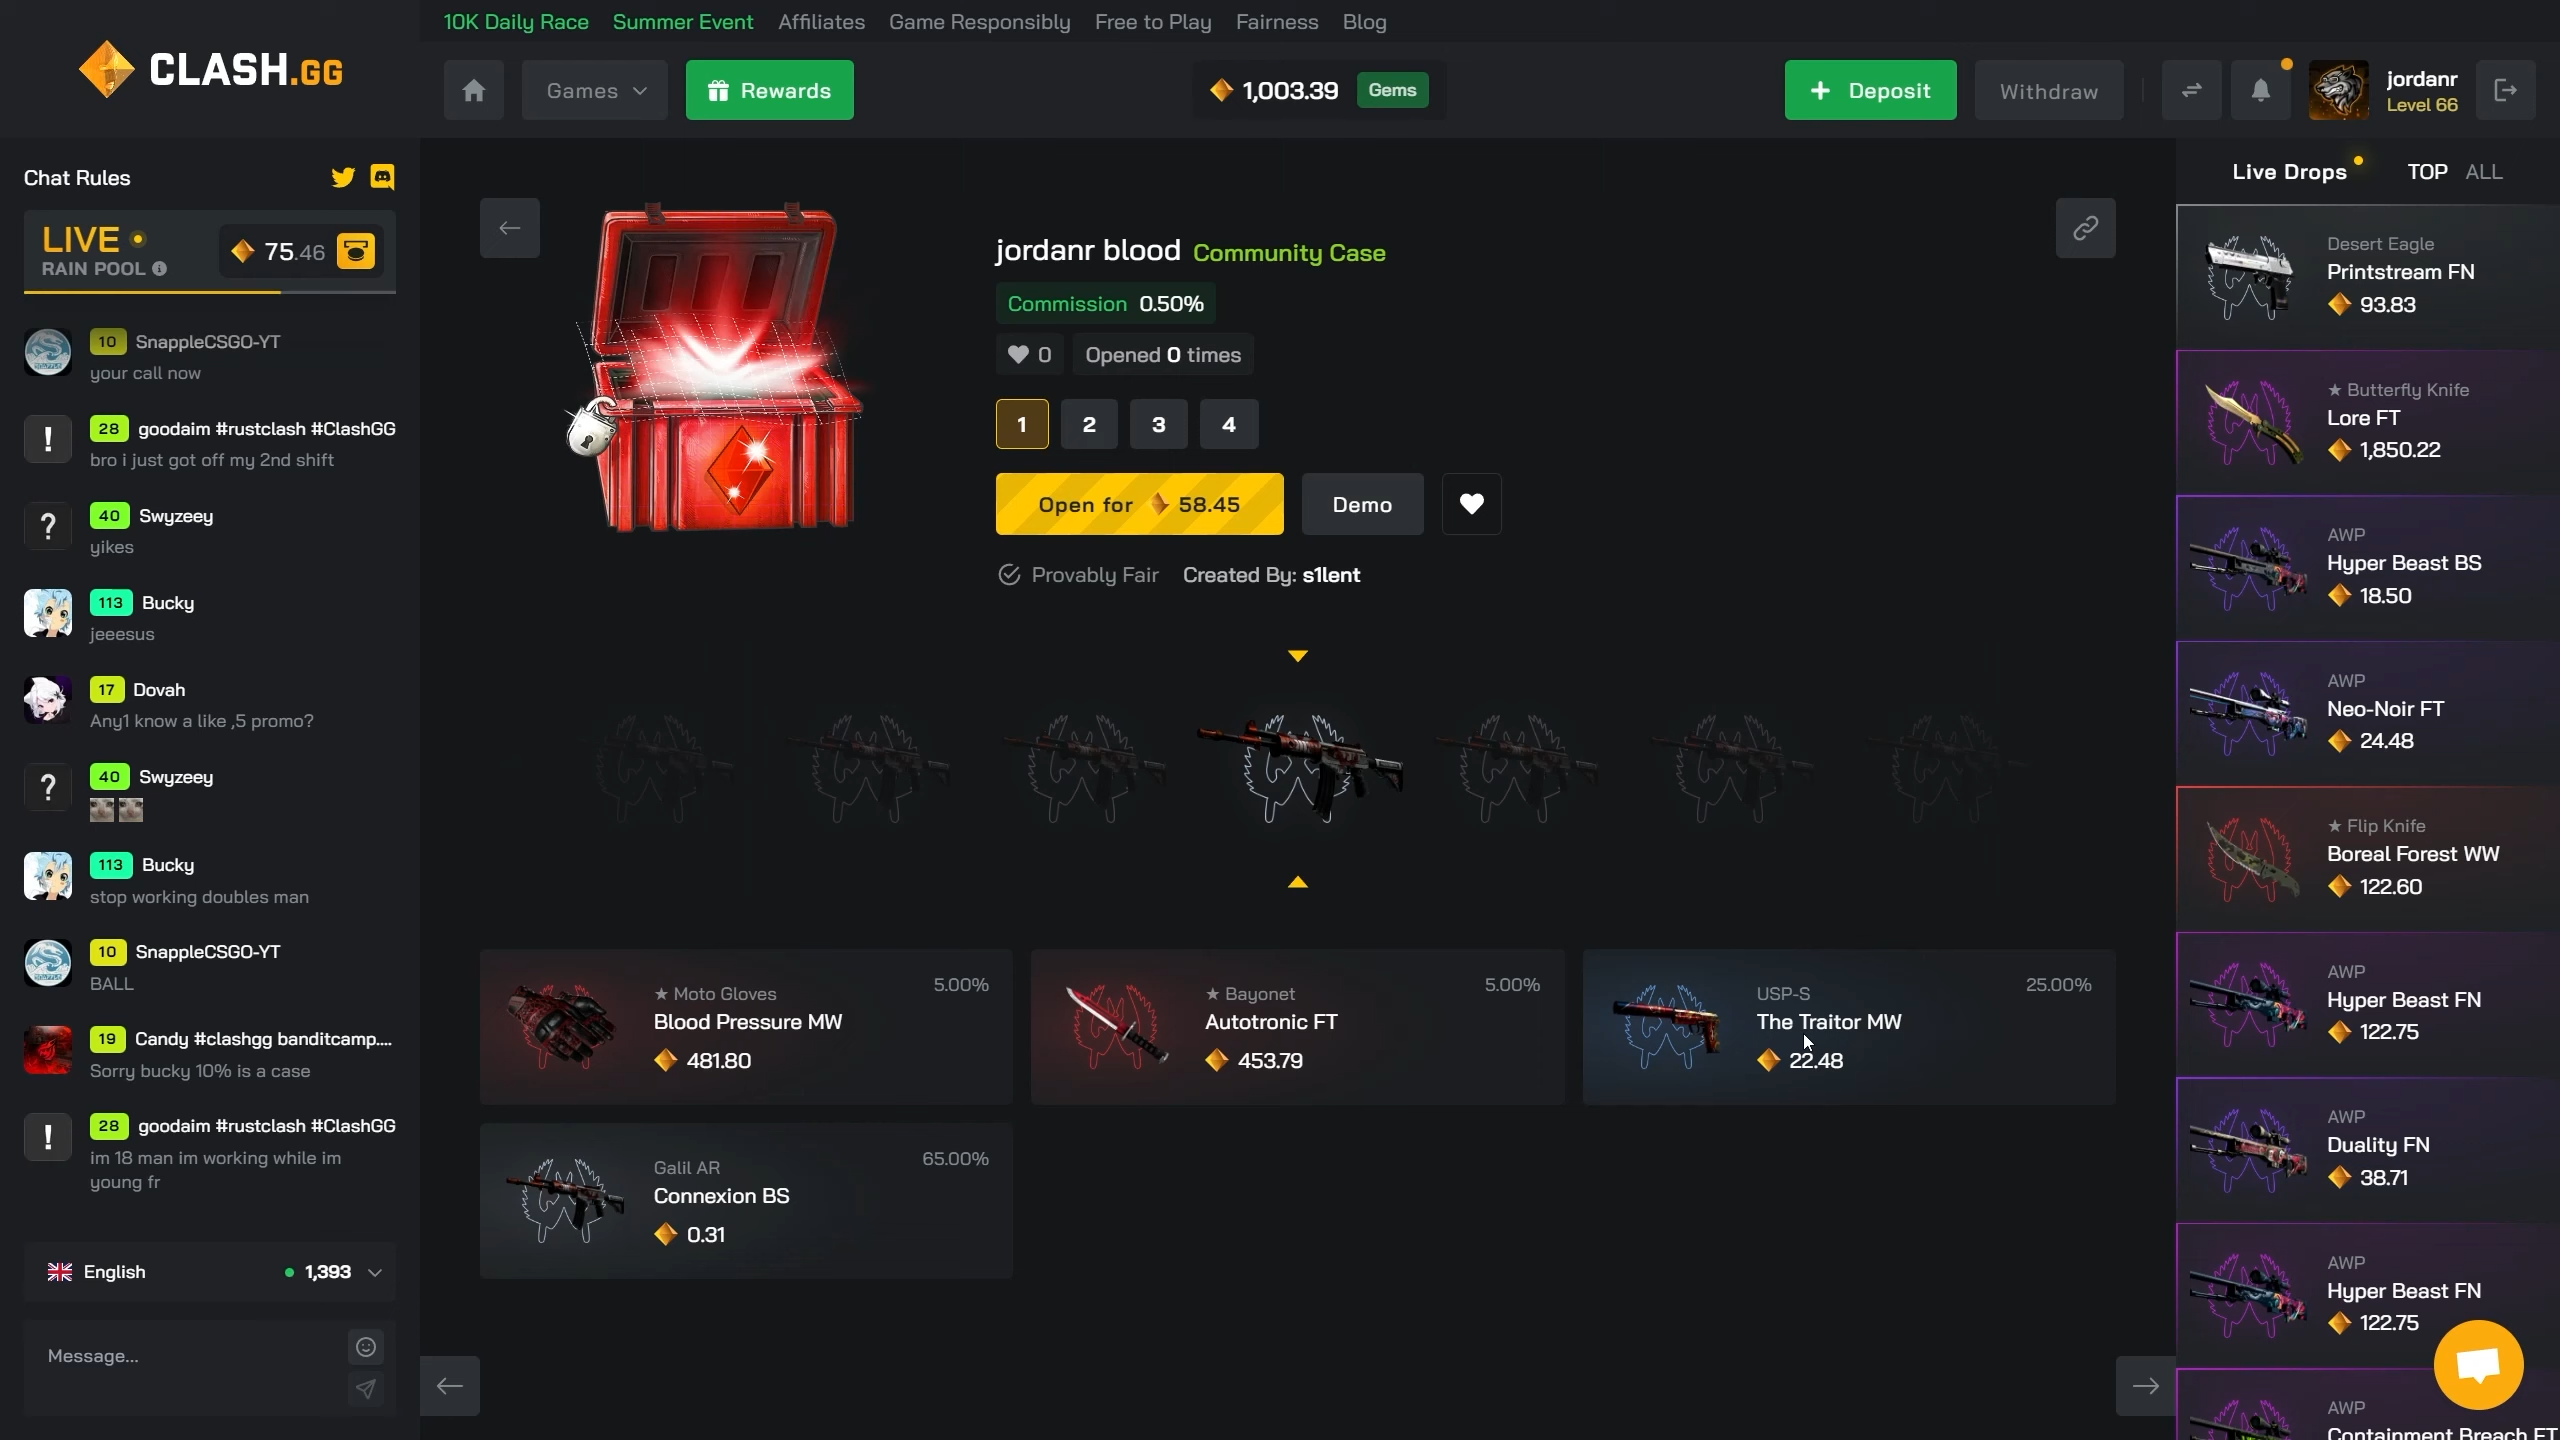 10K Daily Race Summer Event Affiliates Game Responsibly Free to Play Fairness Blog
CLASH.GG
Games
Rewards
1,003.39 Gems
Deposit
Withdraw
jordanr
Level 66
Chat Rules
LIVE
RAIN POOL
75.46
10 SnappleCSGO-YT
your call now
28 goodaim #rustclash #ClashGG
bro i just got off my 2nd shift
40 Swyzeey
yikes
113 Bucky
jeeesus
17 Dovah
Any1 know a like ,5 promo?
40 Swyzeey
113 Bucky
stop working doubles man
10 SnappleCSGO-YT
BALL
19 Candy #clashgg banditcamp....
Sorry bucky 10% is a case
28 goodaim #rustclash #ClashGG
im 18 man im working while im
young fr
English 1,393
Message...
jordanr blood Community Case
Commission 0.50%
0 Opened 0 times
1 2 3 4
Open for 58.45
Demo
Provably Fair Created By: s1lent
★ Moto Gloves 5.00%
Blood Pressure MW
481.80
★ Bayonet 5.00%
Autotronic FT
453.79
USP-S 25.00%
The Traitor MW
22.48
Galil AR 65.00%
Connexion BS
0.31
Live Drops TOP ALL
Desert Eagle
Printstream FN
93.83
★ Butterfly Knife
Lore FT
1,850.22
AWP
Hyper Beast BS
18.50
AWP
Neo-Noir FT
24.48
★ Flip Knife
Boreal Forest WW
122.60
AWP
Hyper Beast FN
122.75
AWP
Duality FN
38.71
AWP
Hyper Beast FN
122.75
AWP
Containment Breach FT